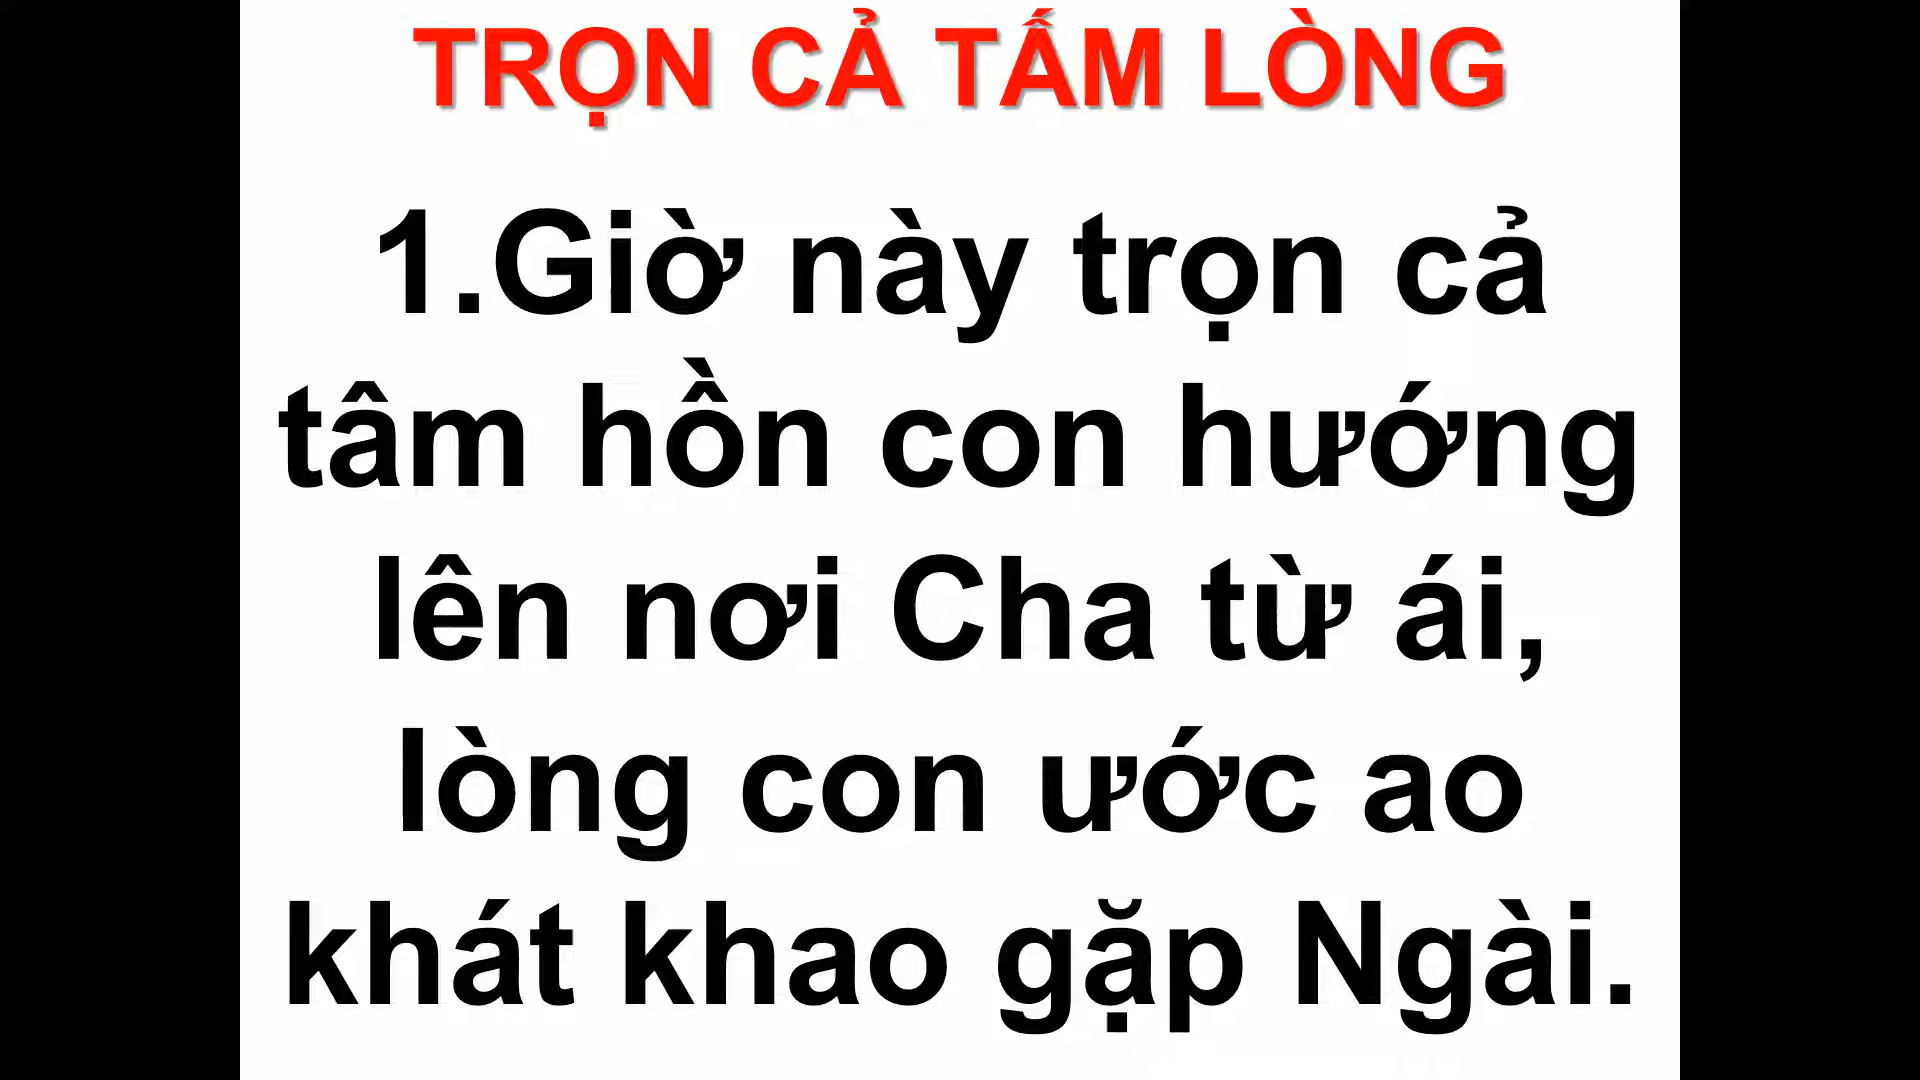 TRỌN CẢ TẤM LÒNG
1.Giờ này trọn cả
tâm hồn con hướng
lên nơi Cha từ ái,
lòng con ước ao
khát khao gặp Ngài.